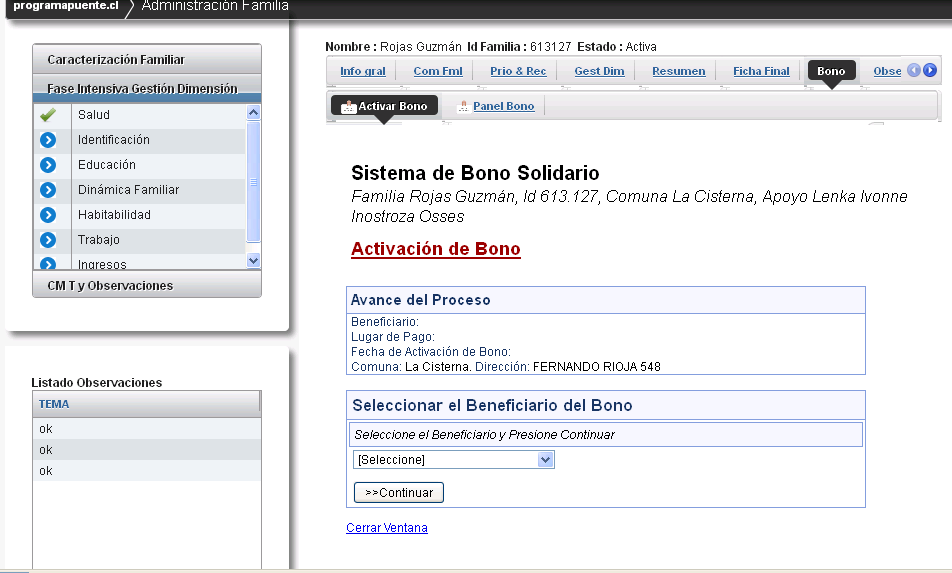 programapuente.cl
Administración Familia
Caracterización Familiar
Fase Intensiva Gestión Dimensión
Salud
Identificación
Educación
Dinámica Familiar
Habitabilidad
Trabajo
Ingresos
CM T y Observaciones
Listado Observaciones
TEMA
ok
ok
ok
Nombre : Rojas Guzmán Id Familia : 613127 Estado : Activa
Info gral Com Fml Prio & Rec Gest Dim Resumen Ficha Final Bono Obse
Activar Bono Panel Bono
Sistema de Bono Solidario
Familia Rojas Guzmán, Id 613.127, Comuna La Cisterna, Apoyo Lenka Ivonne
Inostroza Osses
Activación de Bono
Avance del Proceso
Beneficiario:
Lugar de Pago:
Fecha de Activación de Bono:
Comuna: La Cisterna. Dirección: FERNANDO RIOJA 548
Seleccionar el Beneficiario del Bono
Seleccione el Beneficiario y Presione Continuar
[Seleccione]
>>Continuar
Cerrar Ventana